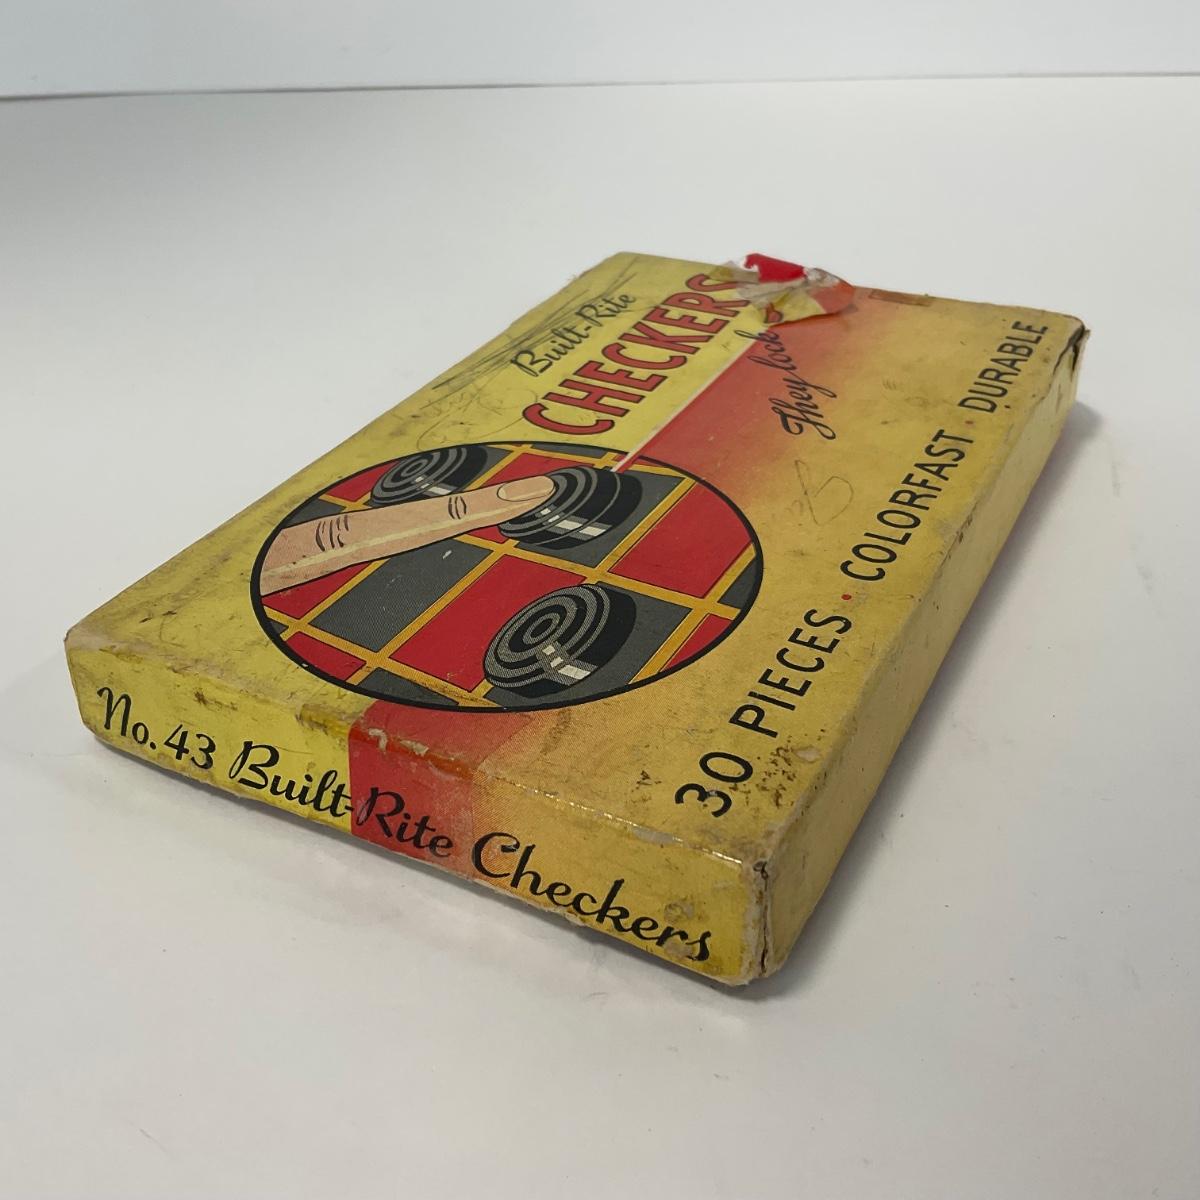 Built-Rite
CHECKERS
They lock
30 PIECES · COLORFAST · DURABLE
No. 43 Built-Rite Checkers